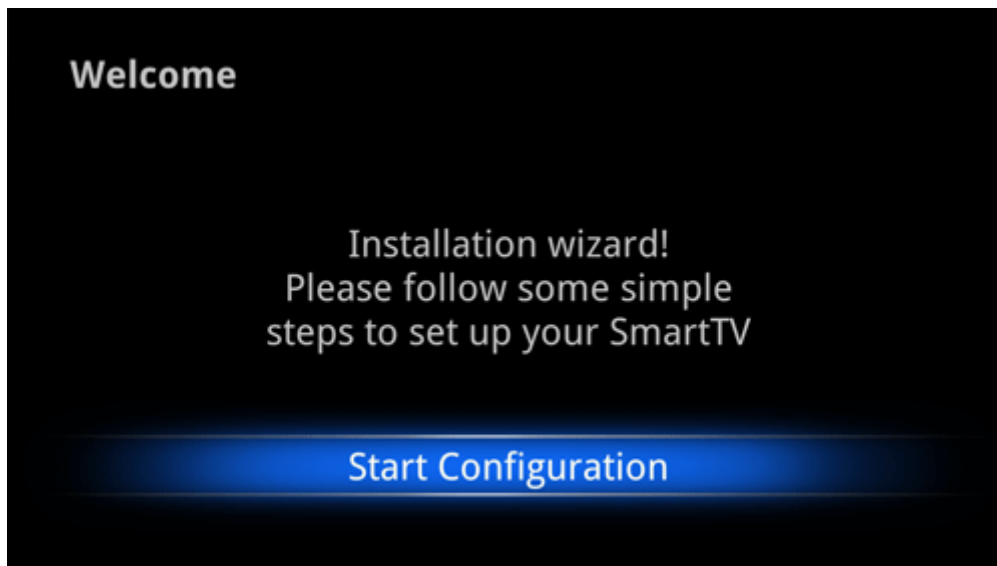 Welcome
Installation wizard!
Please follow some simple
steps to set up your SmartTV
Start Configuration